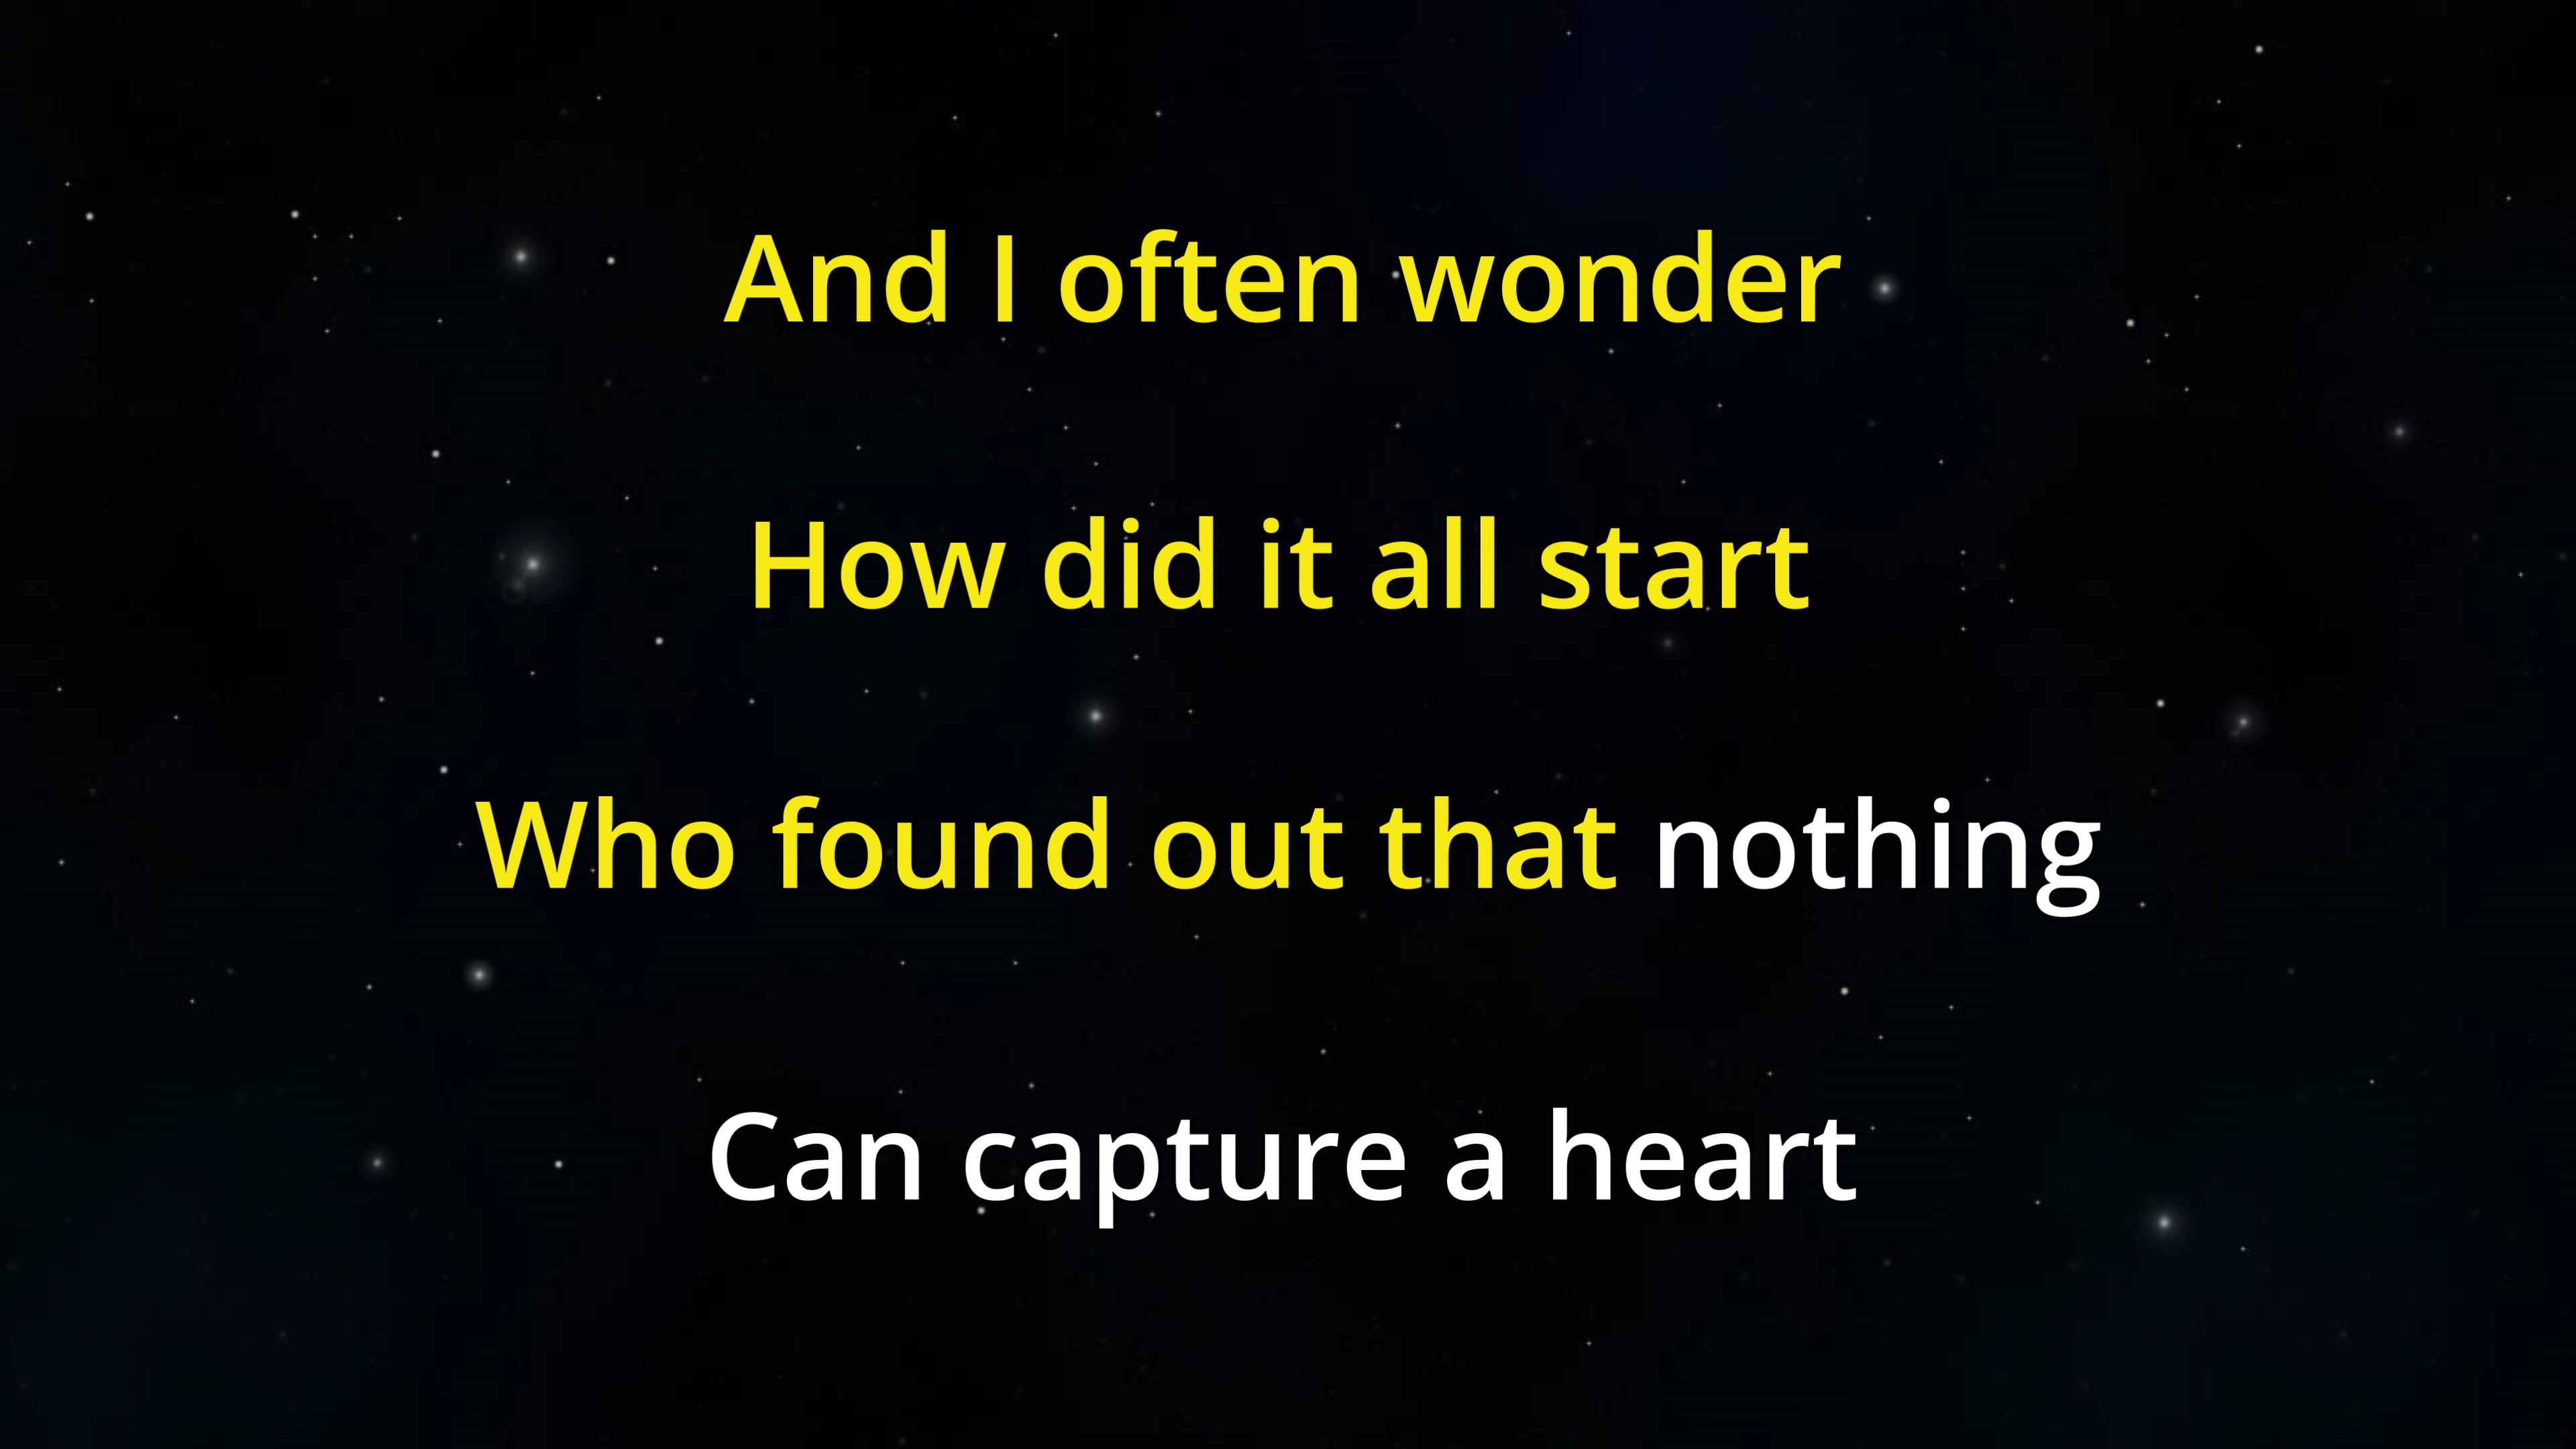 And I often wonder
How did it all start
Who found out that nothing
Can capture a heart